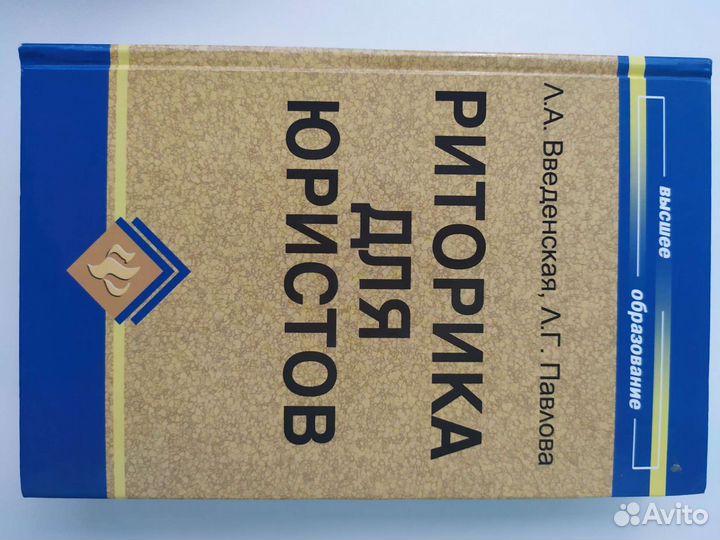 высшее образование
Л.А. Введенская, Л.Г. Павлова
РИТОРИКА
ДЛЯ
ЮРИСТОВ
Avito